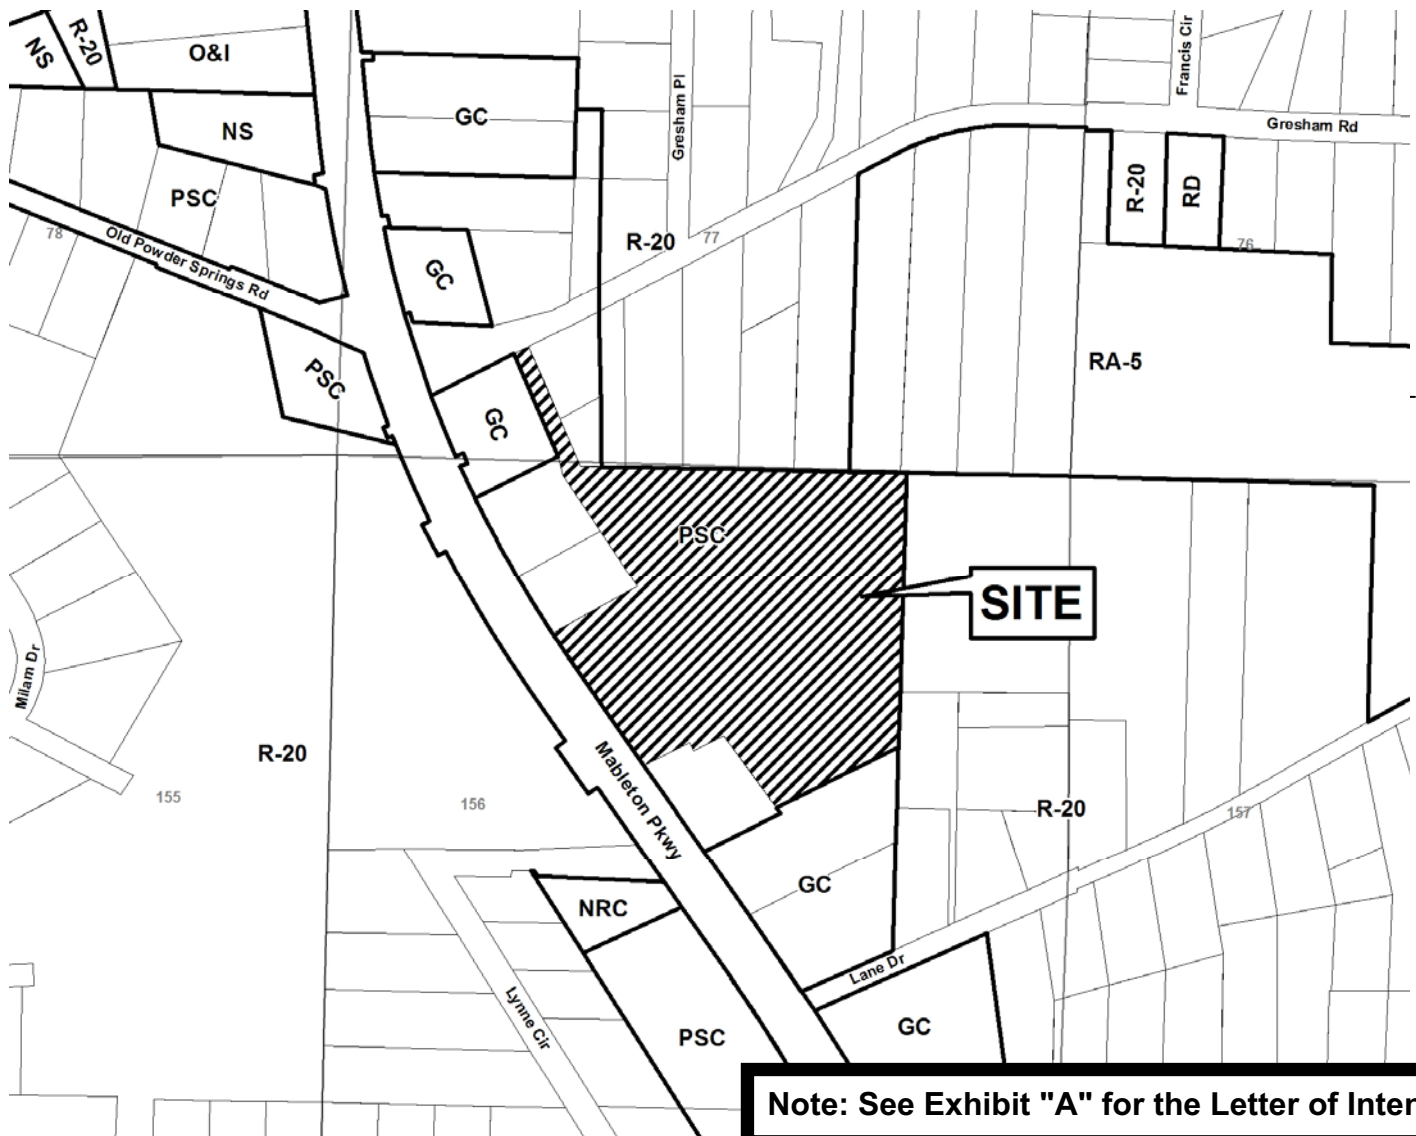 NS
R-20
O&I
NS
PSC
78
Old Powder Springs Rd
PSC
GC
GC
GC
Gresham Pl
R-20
77
Francis Cir
Gresham Rd
R-20
RD
76
RA-5
PSC
SITE
Milam Dr
R-20
155
156
Mableton Pkwy
R-20
157
GC
NRC
Lane Dr
Lynne Cir
PSC
GC
Note: See Exhibit "A" for the Letter of Inter